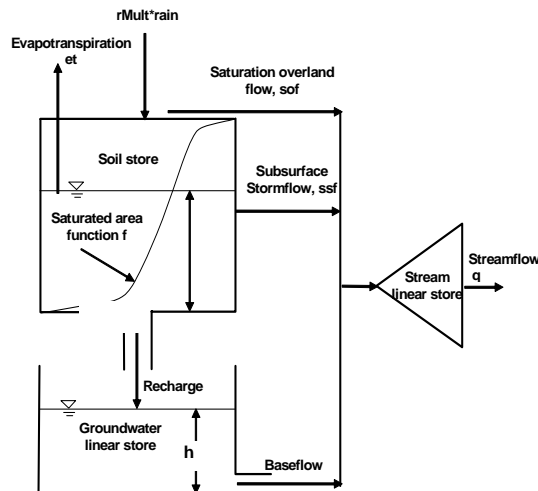 rMult*rain
Evapotranspiration
et
Saturation overland
flow, sof
Soil store
Subsurface
Stormflow, ssf
Saturated area
function f
Streamflow
q
Stream
linear store
Recharge
Groundwater
linear store
h
Baseflow